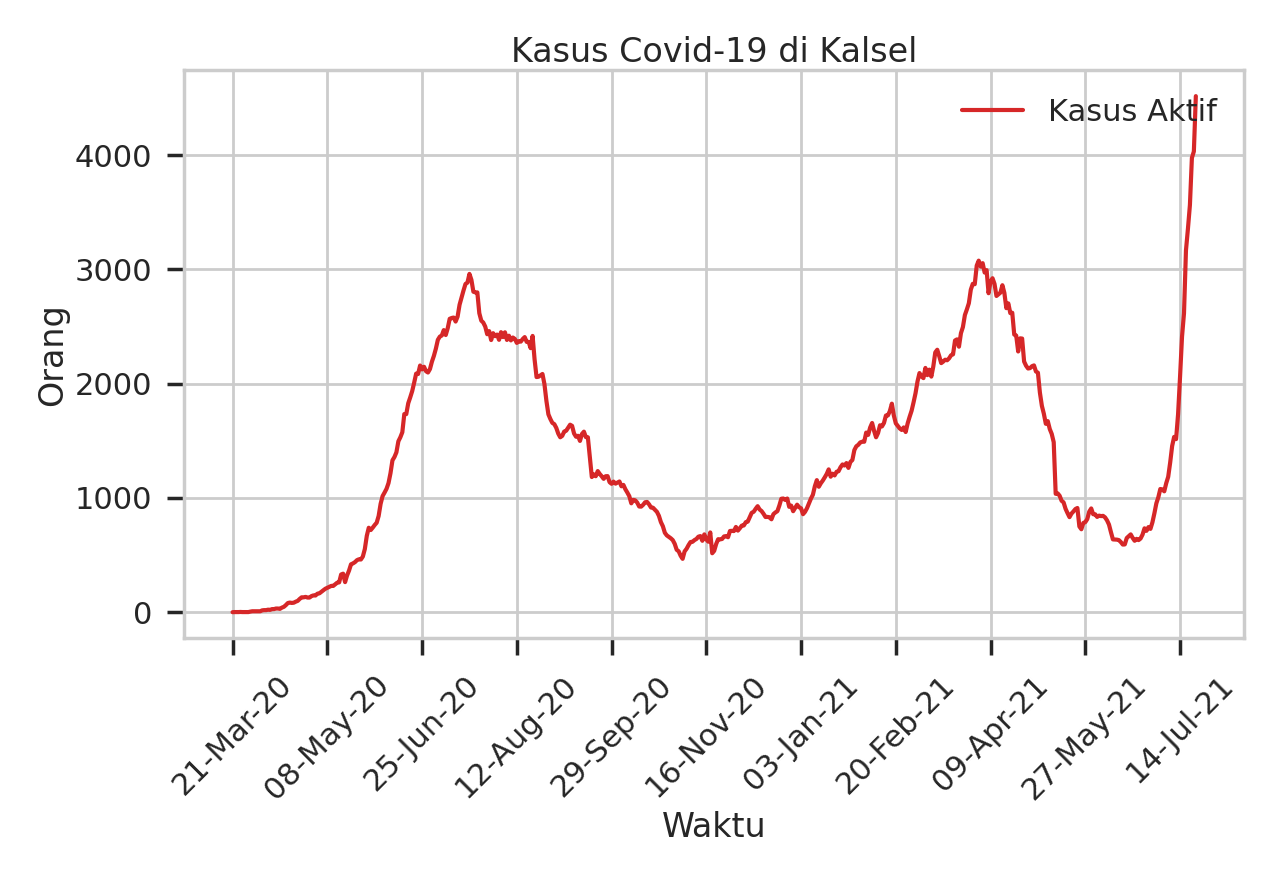 Kasus Covid-19 di Kalsel
Kasus Aktif
4000
3000
2000
1000
0
Orang
21-Mar-20
08-May-20
25-Jun-20
12-Aug-20
29-Sep-20
16-Nov-20
03-Jan-21
20-Feb-21
09-Apr-21
27-May-21
14-Jul-21
Waktu